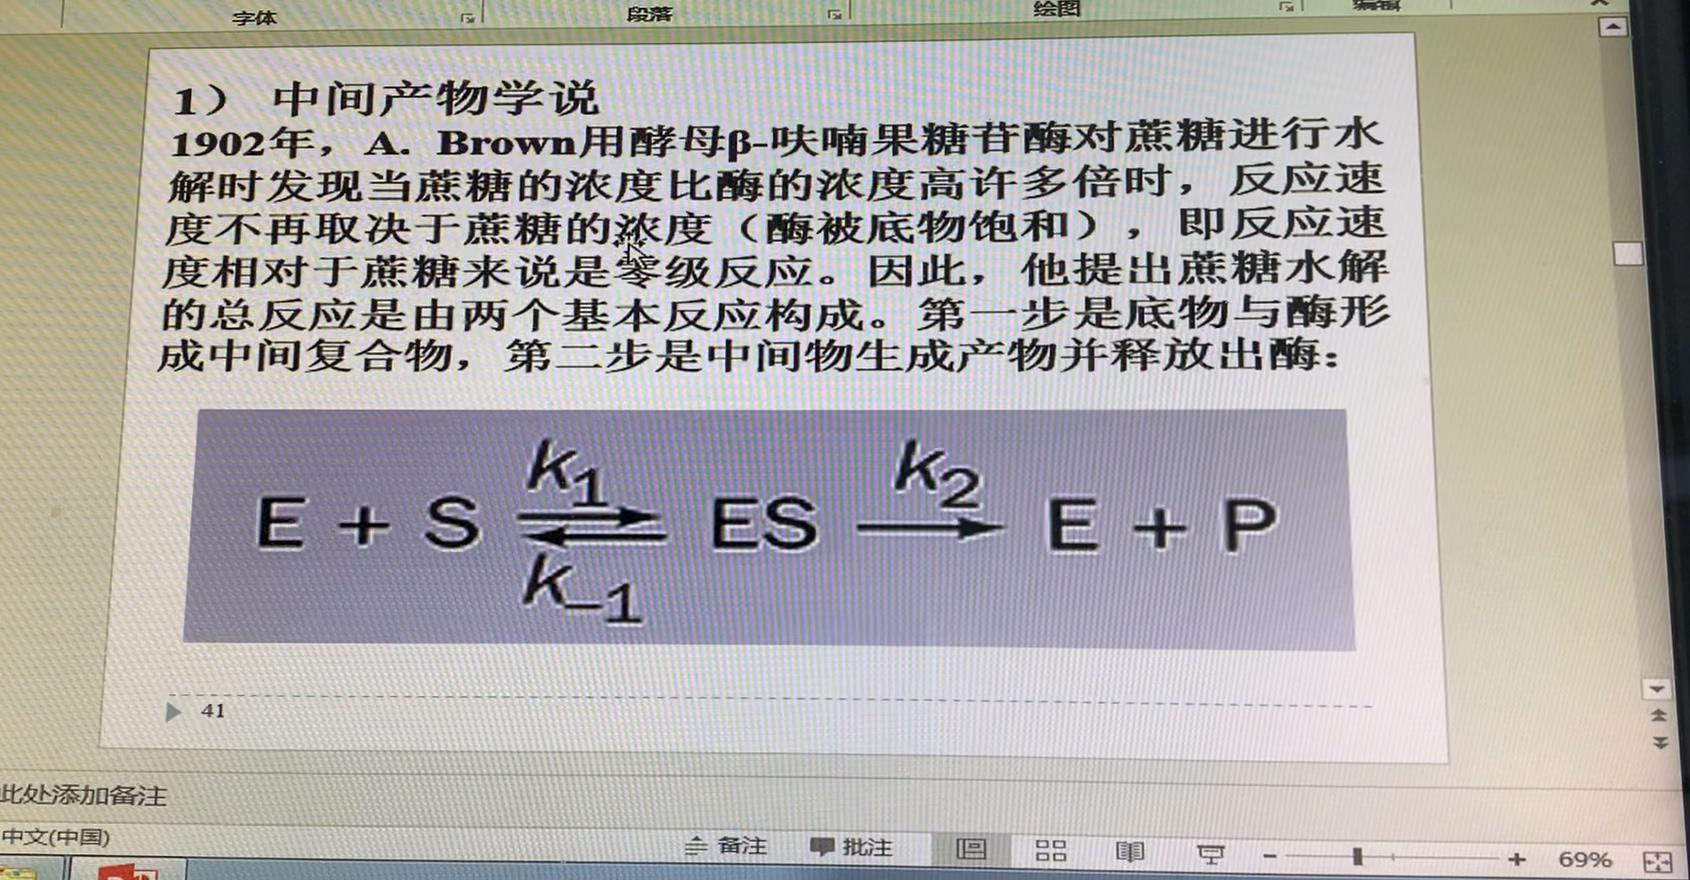 字体 段落 绘图 编辑
1） 中间产物学说
1902年，A. Brown用酵母β-呋喃果糖苷酶对蔗糖进行水
解时发现当蔗糖的浓度比酶的浓度高许多倍时，反应速
度不再取决于蔗糖的浓度（酶被底物饱和），即反应速
度相对于蔗糖来说是零级反应。因此，他提出蔗糖水解
的总反应是由两个基本反应构成。第一步是底物与酶形
成中间复合物，第二步是中间物生成产物并释放出酶：
k1 k2
E + S ⇌ ES → E + P
k−1
41
此处添加备注
中文(中国) 备注 批注 − + 69%